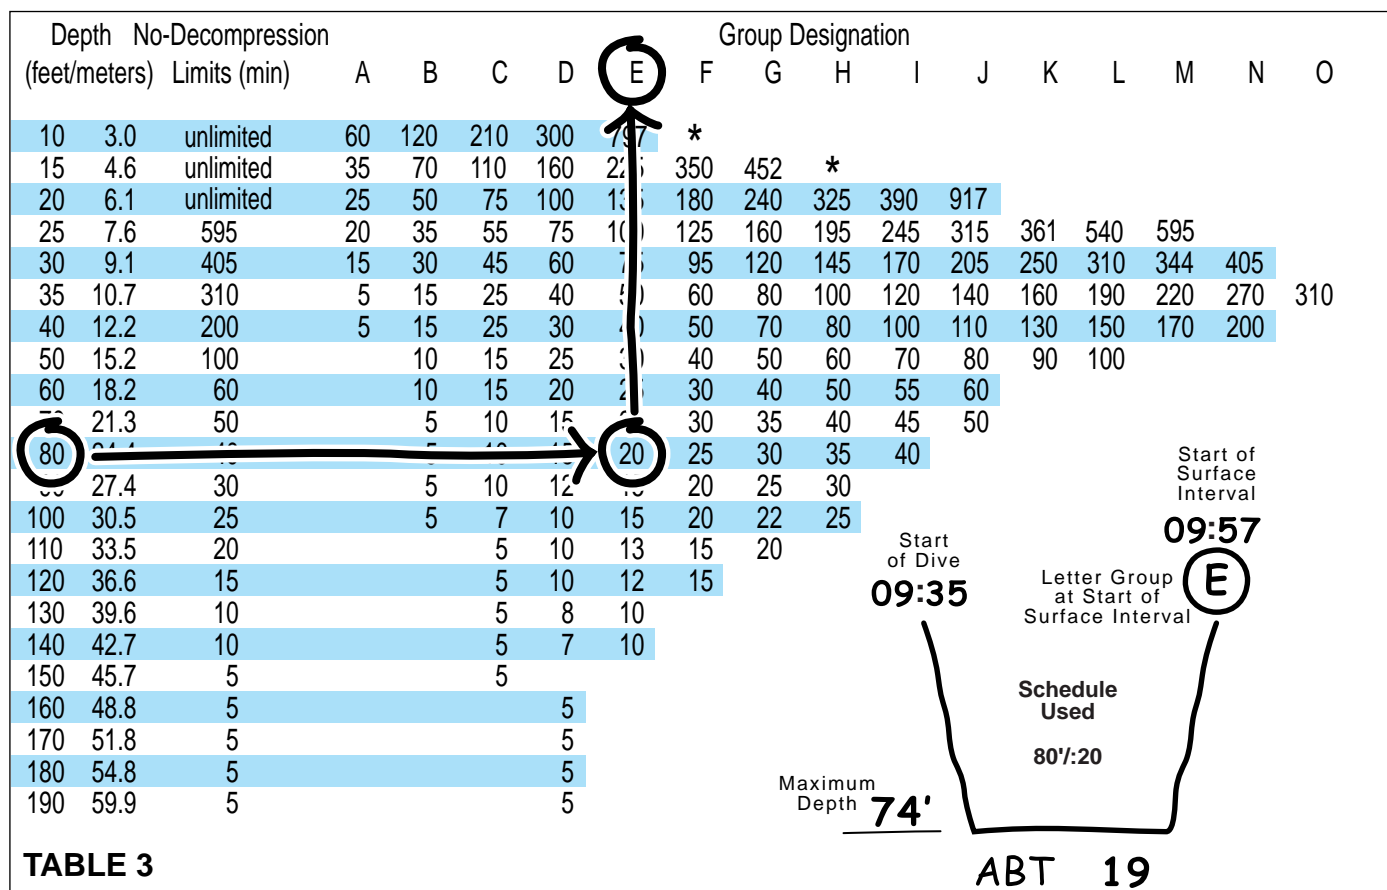 Depth No-Decompression Group Designation
(feet/meters) Limits (min) A B C D E F G H I J K L M N O
10 3.0 unlimited 60 120 210 300 797 *
15 4.6 unlimited 35 70 110 160 225 350 452 *
20 6.1 unlimited 25 50 75 100 135 180 240 325 390 917
25 7.6 595 20 35 55 75 100 125 160 195 245 315 361 540 595
30 9.1 405 15 30 45 60 75 95 120 145 170 205 250 310 344 405
35 10.7 310 5 15 25 40 50 60 80 100 120 140 160 190 220 270 310
40 12.2 200 5 15 25 30 40 50 70 80 100 110 130 150 170 200
50 15.2 100 10 15 25 30 40 50 60 70 80 90 100
60 18.2 60 10 15 20 25 30 40 50 55 60
21.3 50 5 10 15 30 35 40 45 50
80 20 25 30 35 40
27.4 30 5 10 12 20 25 30
100 30.5 25 5 7 10 15 20 22 25
110 33.5 20 5 10 13 15 20
120 36.6 15 5 10 12 15
130 39.6 10 5 8 10
140 42.7 10 5 7 10
150 45.7 5 5
160 48.8 5 5
170 51.8 5 5
180 54.8 5 5
190 59.9 5 5
TABLE 3
Start
of Dive
09:35
Start of
Surface
Interval
09:57
Letter Group
at Start of
Surface Interval
E
Schedule
Used
80'/:20
Maximum
Depth 74'
ABT 19